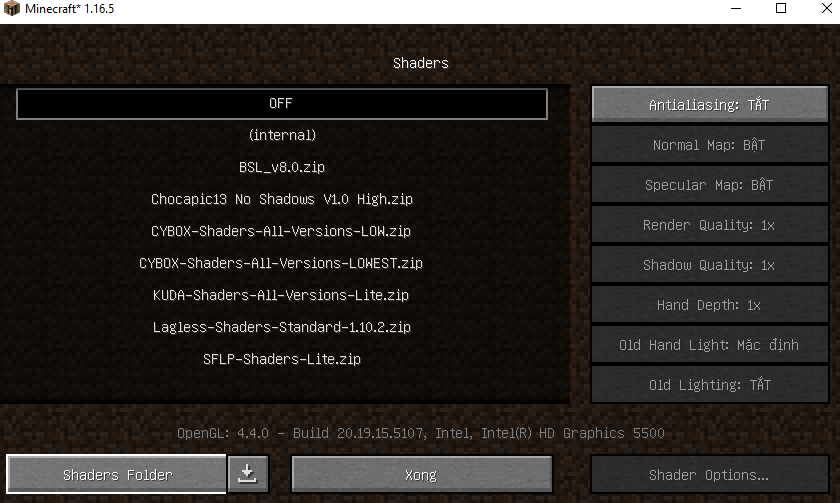 Minecraft* 1.16.5
Shaders
OFF
(internal)
BSL_v8.0.zip
Chocapic13 No Shadows V1.0 High.zip
CYBOX-Shaders-All-Versions-LOW.zip
CYBOX-Shaders-All-Versions-LOWEST.zip
KUDA-Shaders-All-Versions-Lite.zip
Lagless-Shaders-Standard-1.10.2.zip
SFLP-Shaders-Lite.zip
Antialiasing: TẮT
Normal Map: BẬT
Specular Map: BẬT
Render Quality: 1x
Shadow Quality: 1x
Hand Depth: 1x
Old Hand Light: Mặc định
Old Lighting: TẮT
OpenGL: 4.4.0 - Build 20.19.15.5107, Intel, Intel(R) HD Graphics 5500
Shaders Folder
Xong
Shader Options...